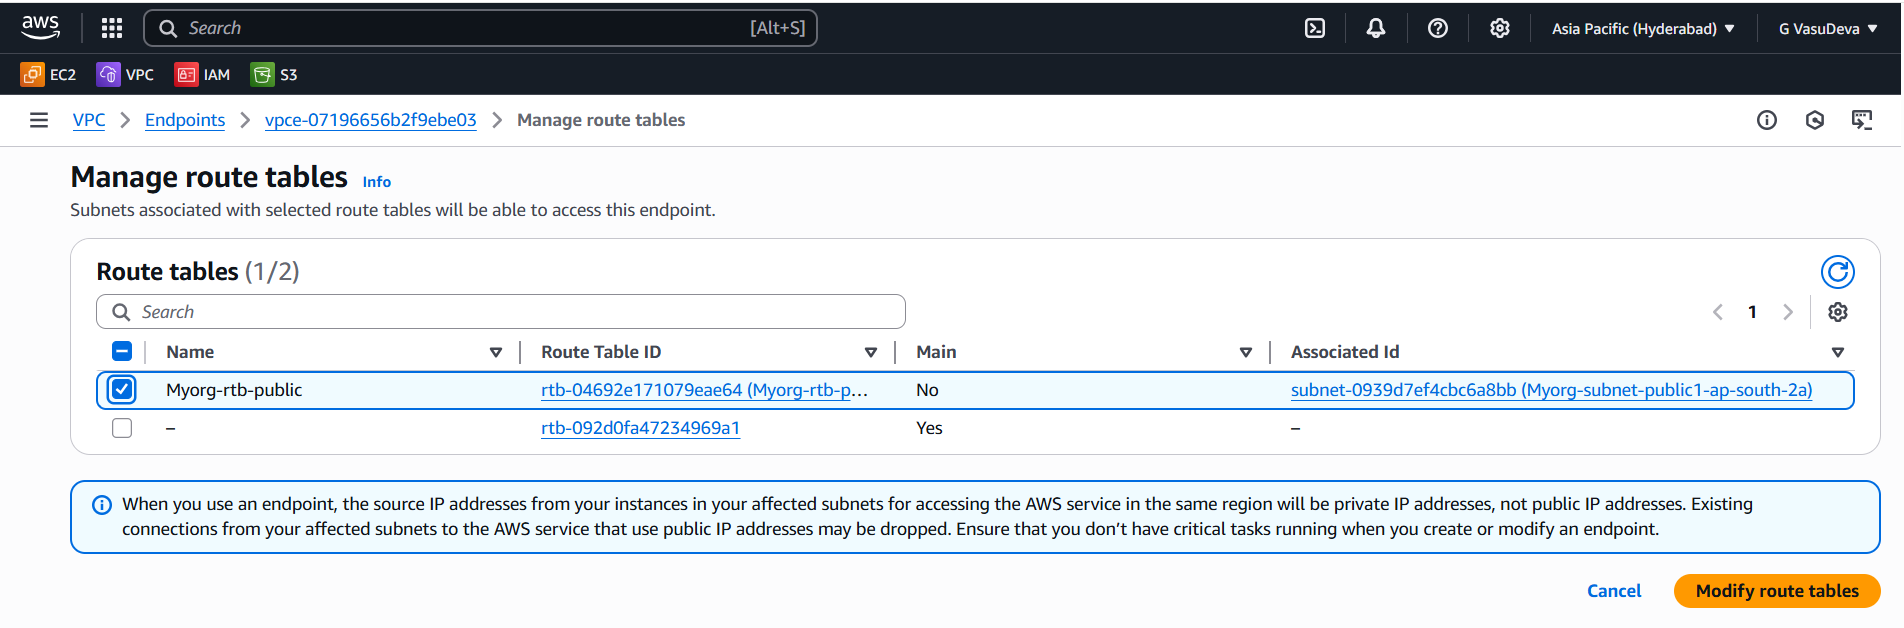 aws
Search [Alt+S] Asia Pacific (Hyderabad) G VasuDeva
EC2 VPC IAM S3
VPC Endpoints vpce-07196656b2f9ebe03 Manage route tables
Manage route tables Info
Subnets associated with selected route tables will be able to access this endpoint.
Route tables (1/2)
Search
1
Name Route Table ID Main Associated Id
Myorg-rtb-public rtb-04692e171079eae64 (Myorg-rtb-p... No subnet-0939d7ef4cbc6a8bb (Myorg-subnet-public1-ap-south-2a)
– rtb-092d0fa47234969a1 Yes –
When you use an endpoint, the source IP addresses from your instances in your affected subnets for accessing the AWS service in the same region will be private IP addresses, not public IP addresses. Existing
connections from your affected subnets to the AWS service that use public IP addresses may be dropped. Ensure that you don't have critical tasks running when you create or modify an endpoint.
Cancel Modify route tables